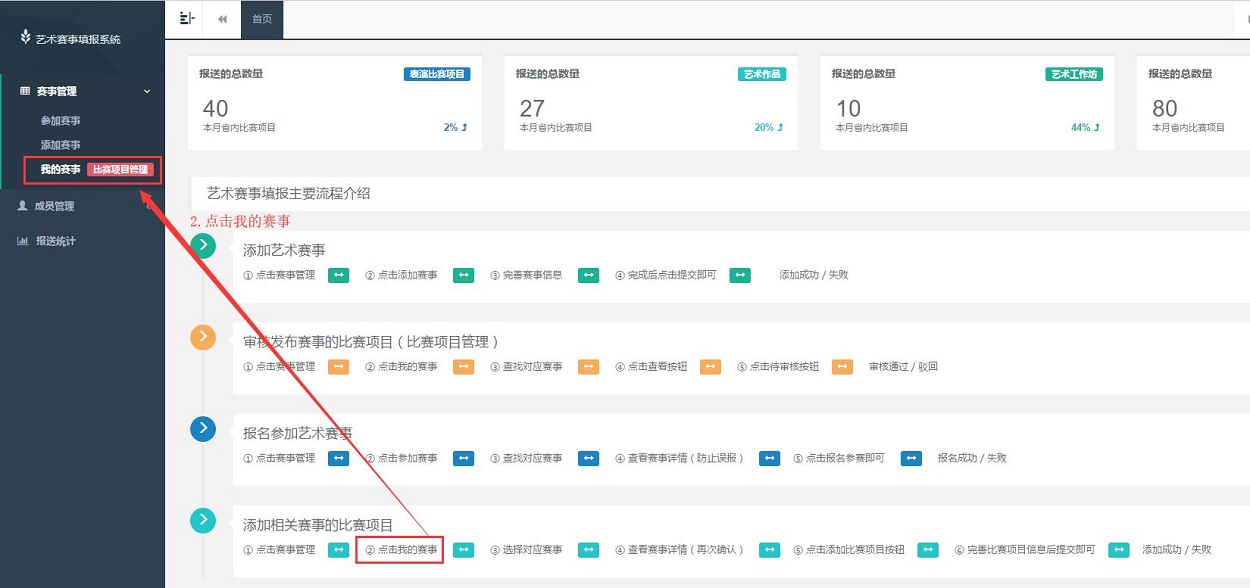 艺术赛事填报系统
首页
赛事管理
参加赛事
添加赛事
我的赛事 比赛项目管理
成员管理
报送统计
报送的总数量 表演比赛项目
40
本月省内比赛项目 2%
报送的总数量 艺术作品
27
本月省内比赛项目 20%
报送的总数量 艺术工作坊
10
本月省内比赛项目 44%
报送的总数量
80
本月省内比赛项目
艺术赛事填报主要流程介绍
2.点击我的赛事
添加艺术赛事
① 点击赛事管理 ② 点击添加赛事 ③ 完善赛事信息 ④ 完成后点击提交即可 添加成功 / 失败
审核发布赛事的比赛项目 ( 比赛项目管理 )
① 点击赛事管理 ② 点击我的赛事 ③ 查找对应赛事 ④ 点击查看按钮 ⑤ 点击待审核按钮 审核通过 / 驳回
报名参加艺术赛事
① 点击赛事管理 ② 点击参加赛事 ③ 查找对应赛事 ④ 查看赛事详情 ( 防止误报 ) ⑤ 点击报名参赛即可 报名成功 / 失败
添加相关赛事的比赛项目
① 点击赛事管理 ② 点击我的赛事 ③ 选择对应赛事 ④ 查看赛事详情 ( 再次确认 ) ⑤ 点击添加比赛项目按钮 ⑥ 完善比赛项目信息后提交即可 添加成功 / 失败